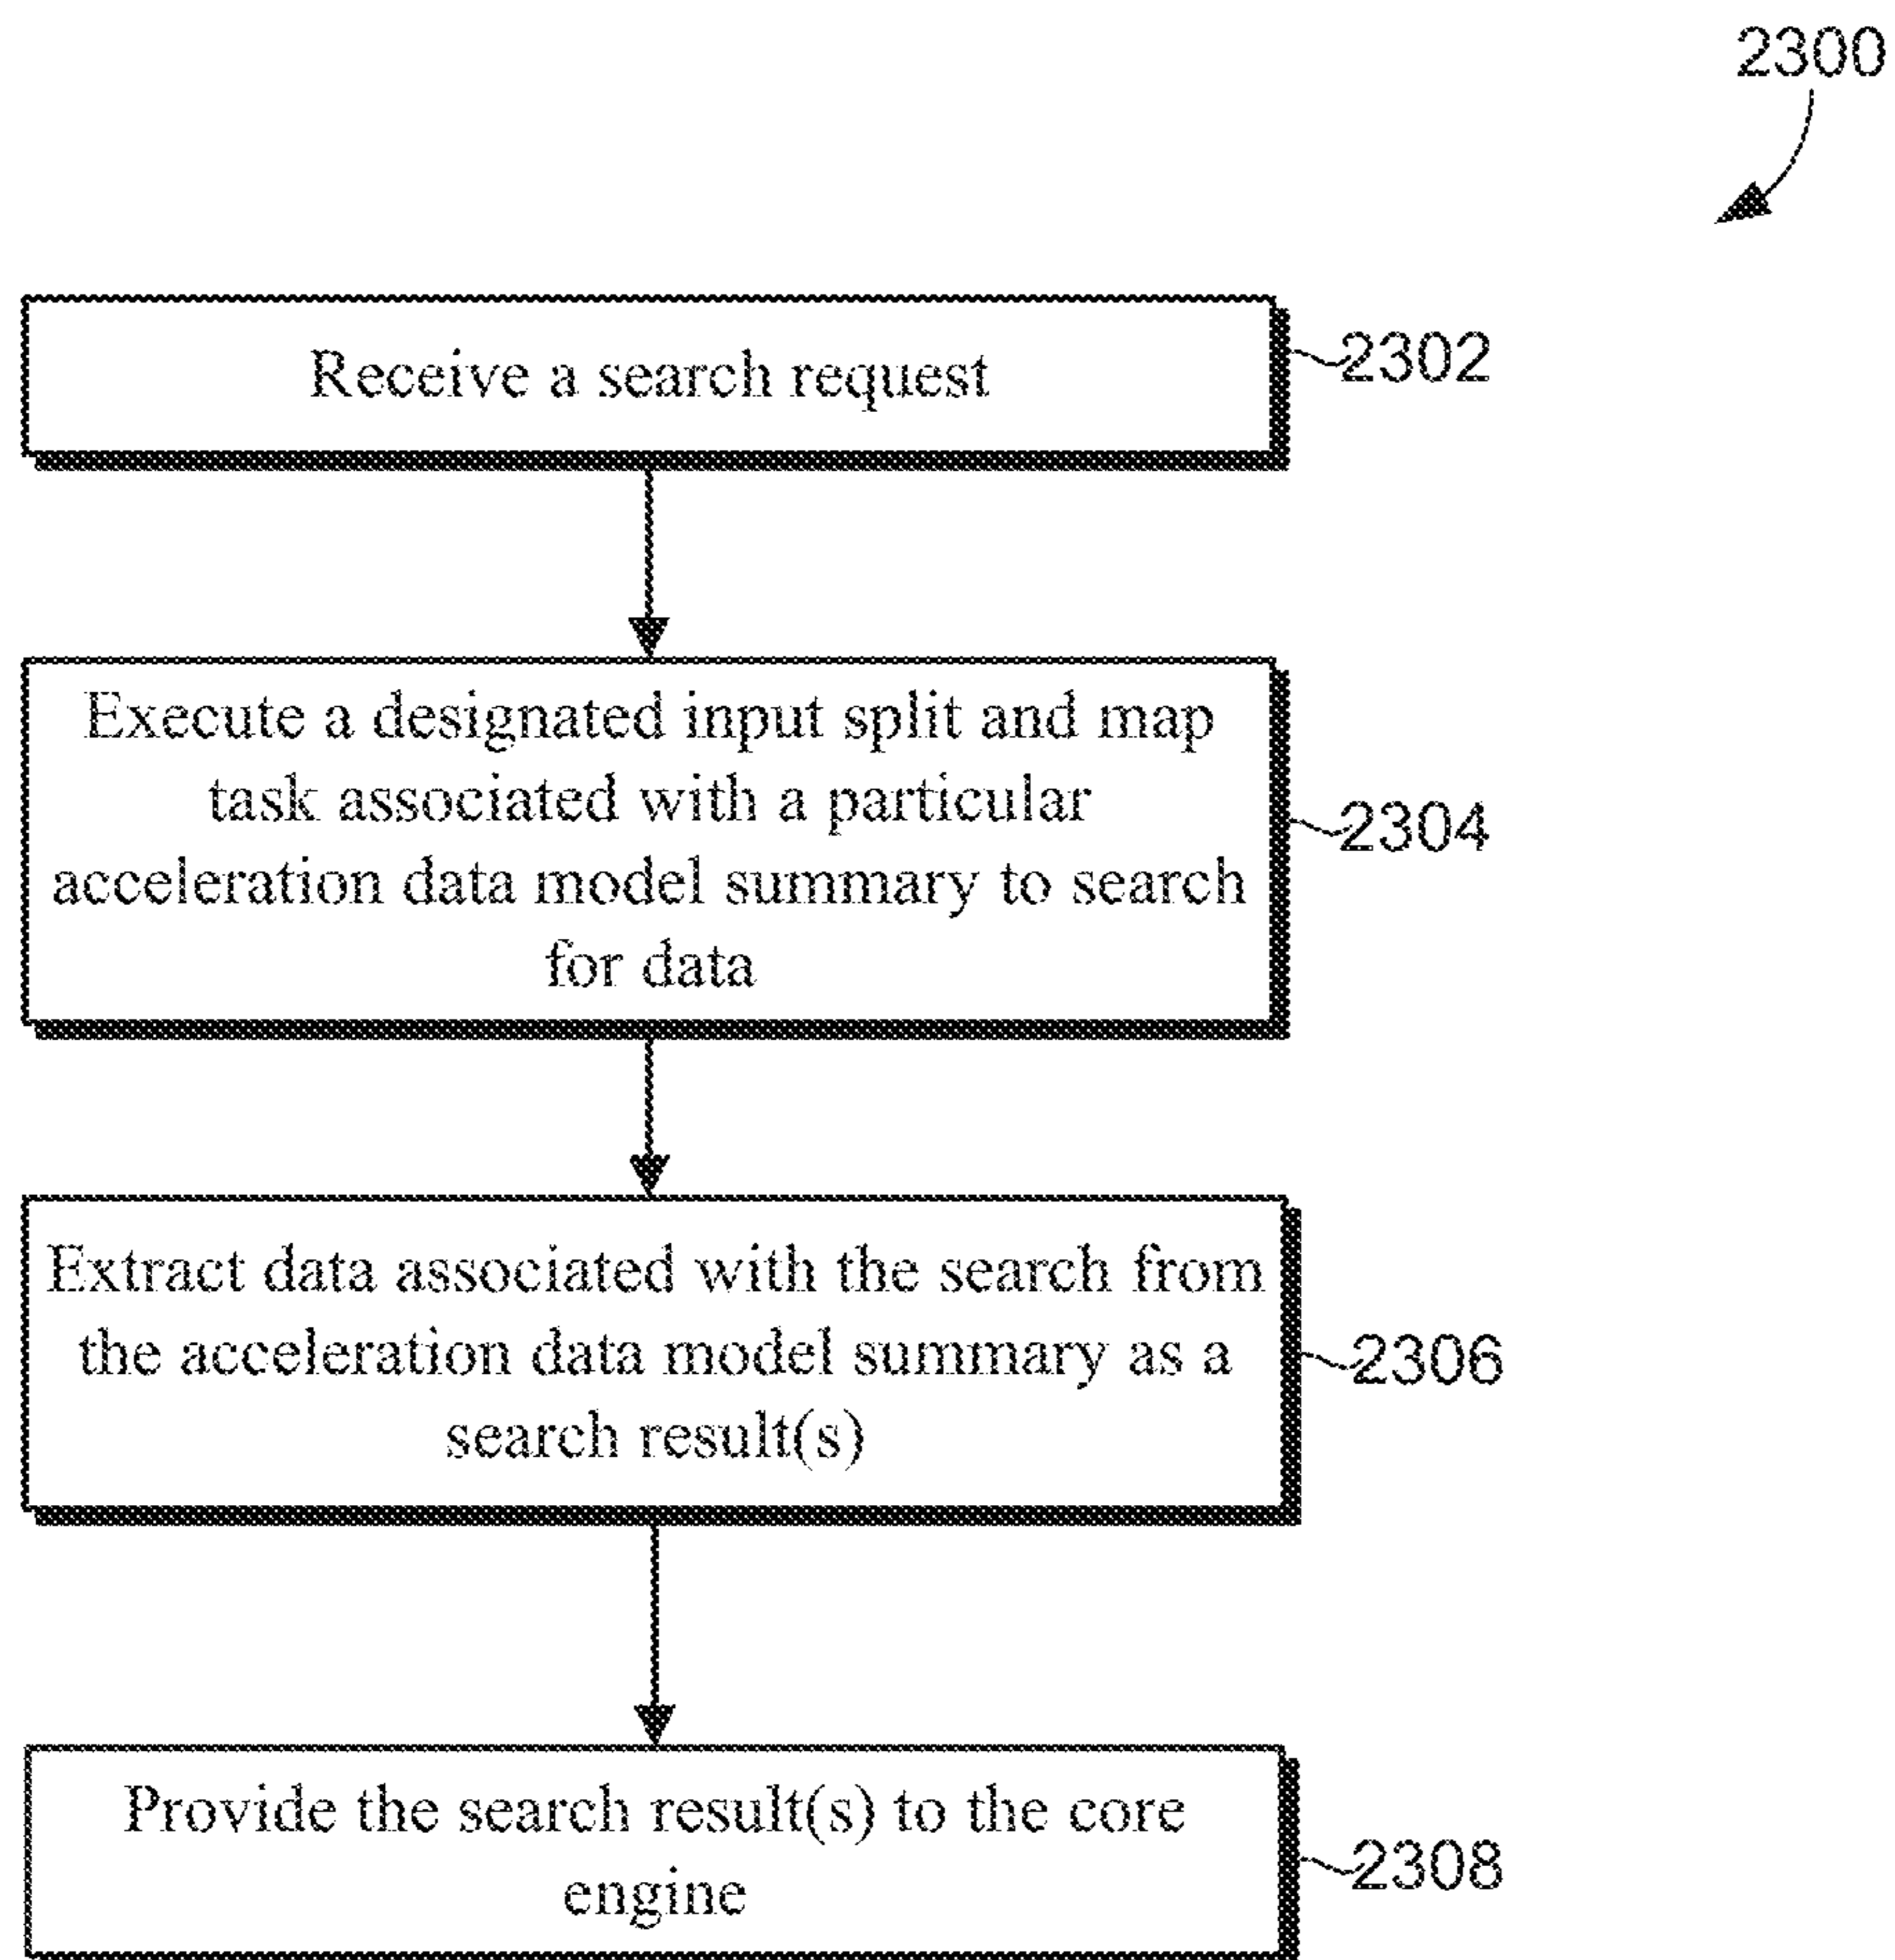 2300
Receive a search request
2302
Execute a designated input split and map
task associated with a particular
acceleration data model summary to search
for data
2304
Extract data associated with the search from
the acceleration data model summary as a
search result(s)
2306
Provide the search result(s) to the core
engine
2308